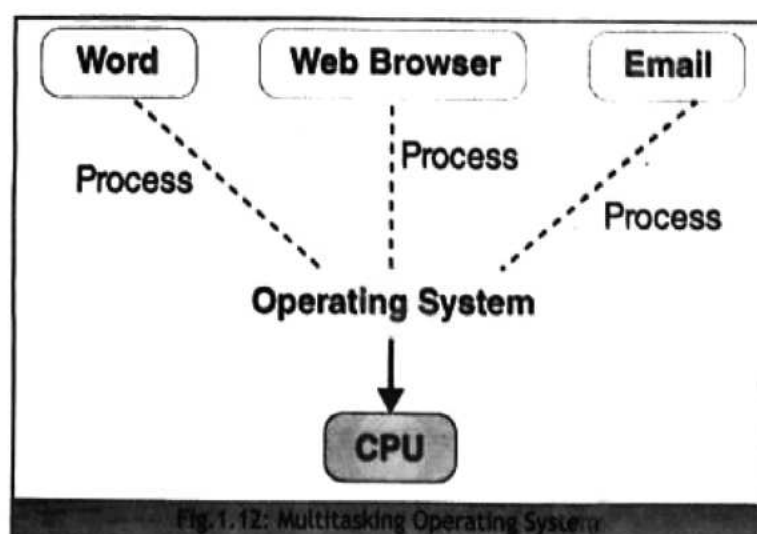 Word
Web Browser
Email
Process
Process
Process
Operating System
CPU
Fig.1.12: Multitasking Operating System